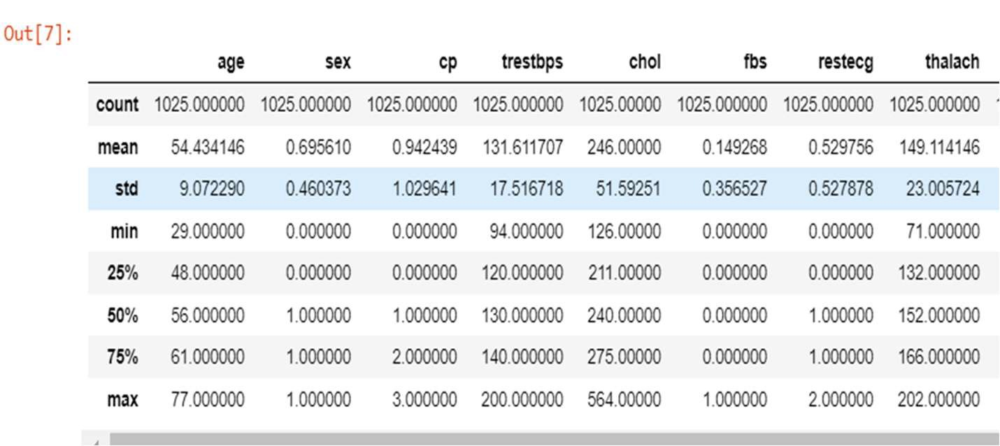 Out[7]:
age sex cp trestbps chol fbs restecg thalach
count 1025.000000 1025.000000 1025.000000 1025.000000 1025.00000 1025.000000 1025.000000 1025.000000
mean 54.434146 0.695610 0.942439 131.611707 246.00000 0.149268 0.529756 149.114146
std 9.072290 0.460373 1.029641 17.516718 51.59251 0.356527 0.527878 23.005724
min 29.000000 0.000000 0.000000 94.000000 126.00000 0.000000 0.000000 71.000000
25% 48.000000 0.000000 0.000000 120.000000 211.00000 0.000000 0.000000 132.000000
50% 56.000000 1.000000 1.000000 130.000000 240.00000 0.000000 1.000000 152.000000
75% 61.000000 1.000000 2.000000 140.000000 275.00000 0.000000 1.000000 166.000000
max 77.000000 1.000000 3.000000 200.000000 564.00000 1.000000 2.000000 202.000000